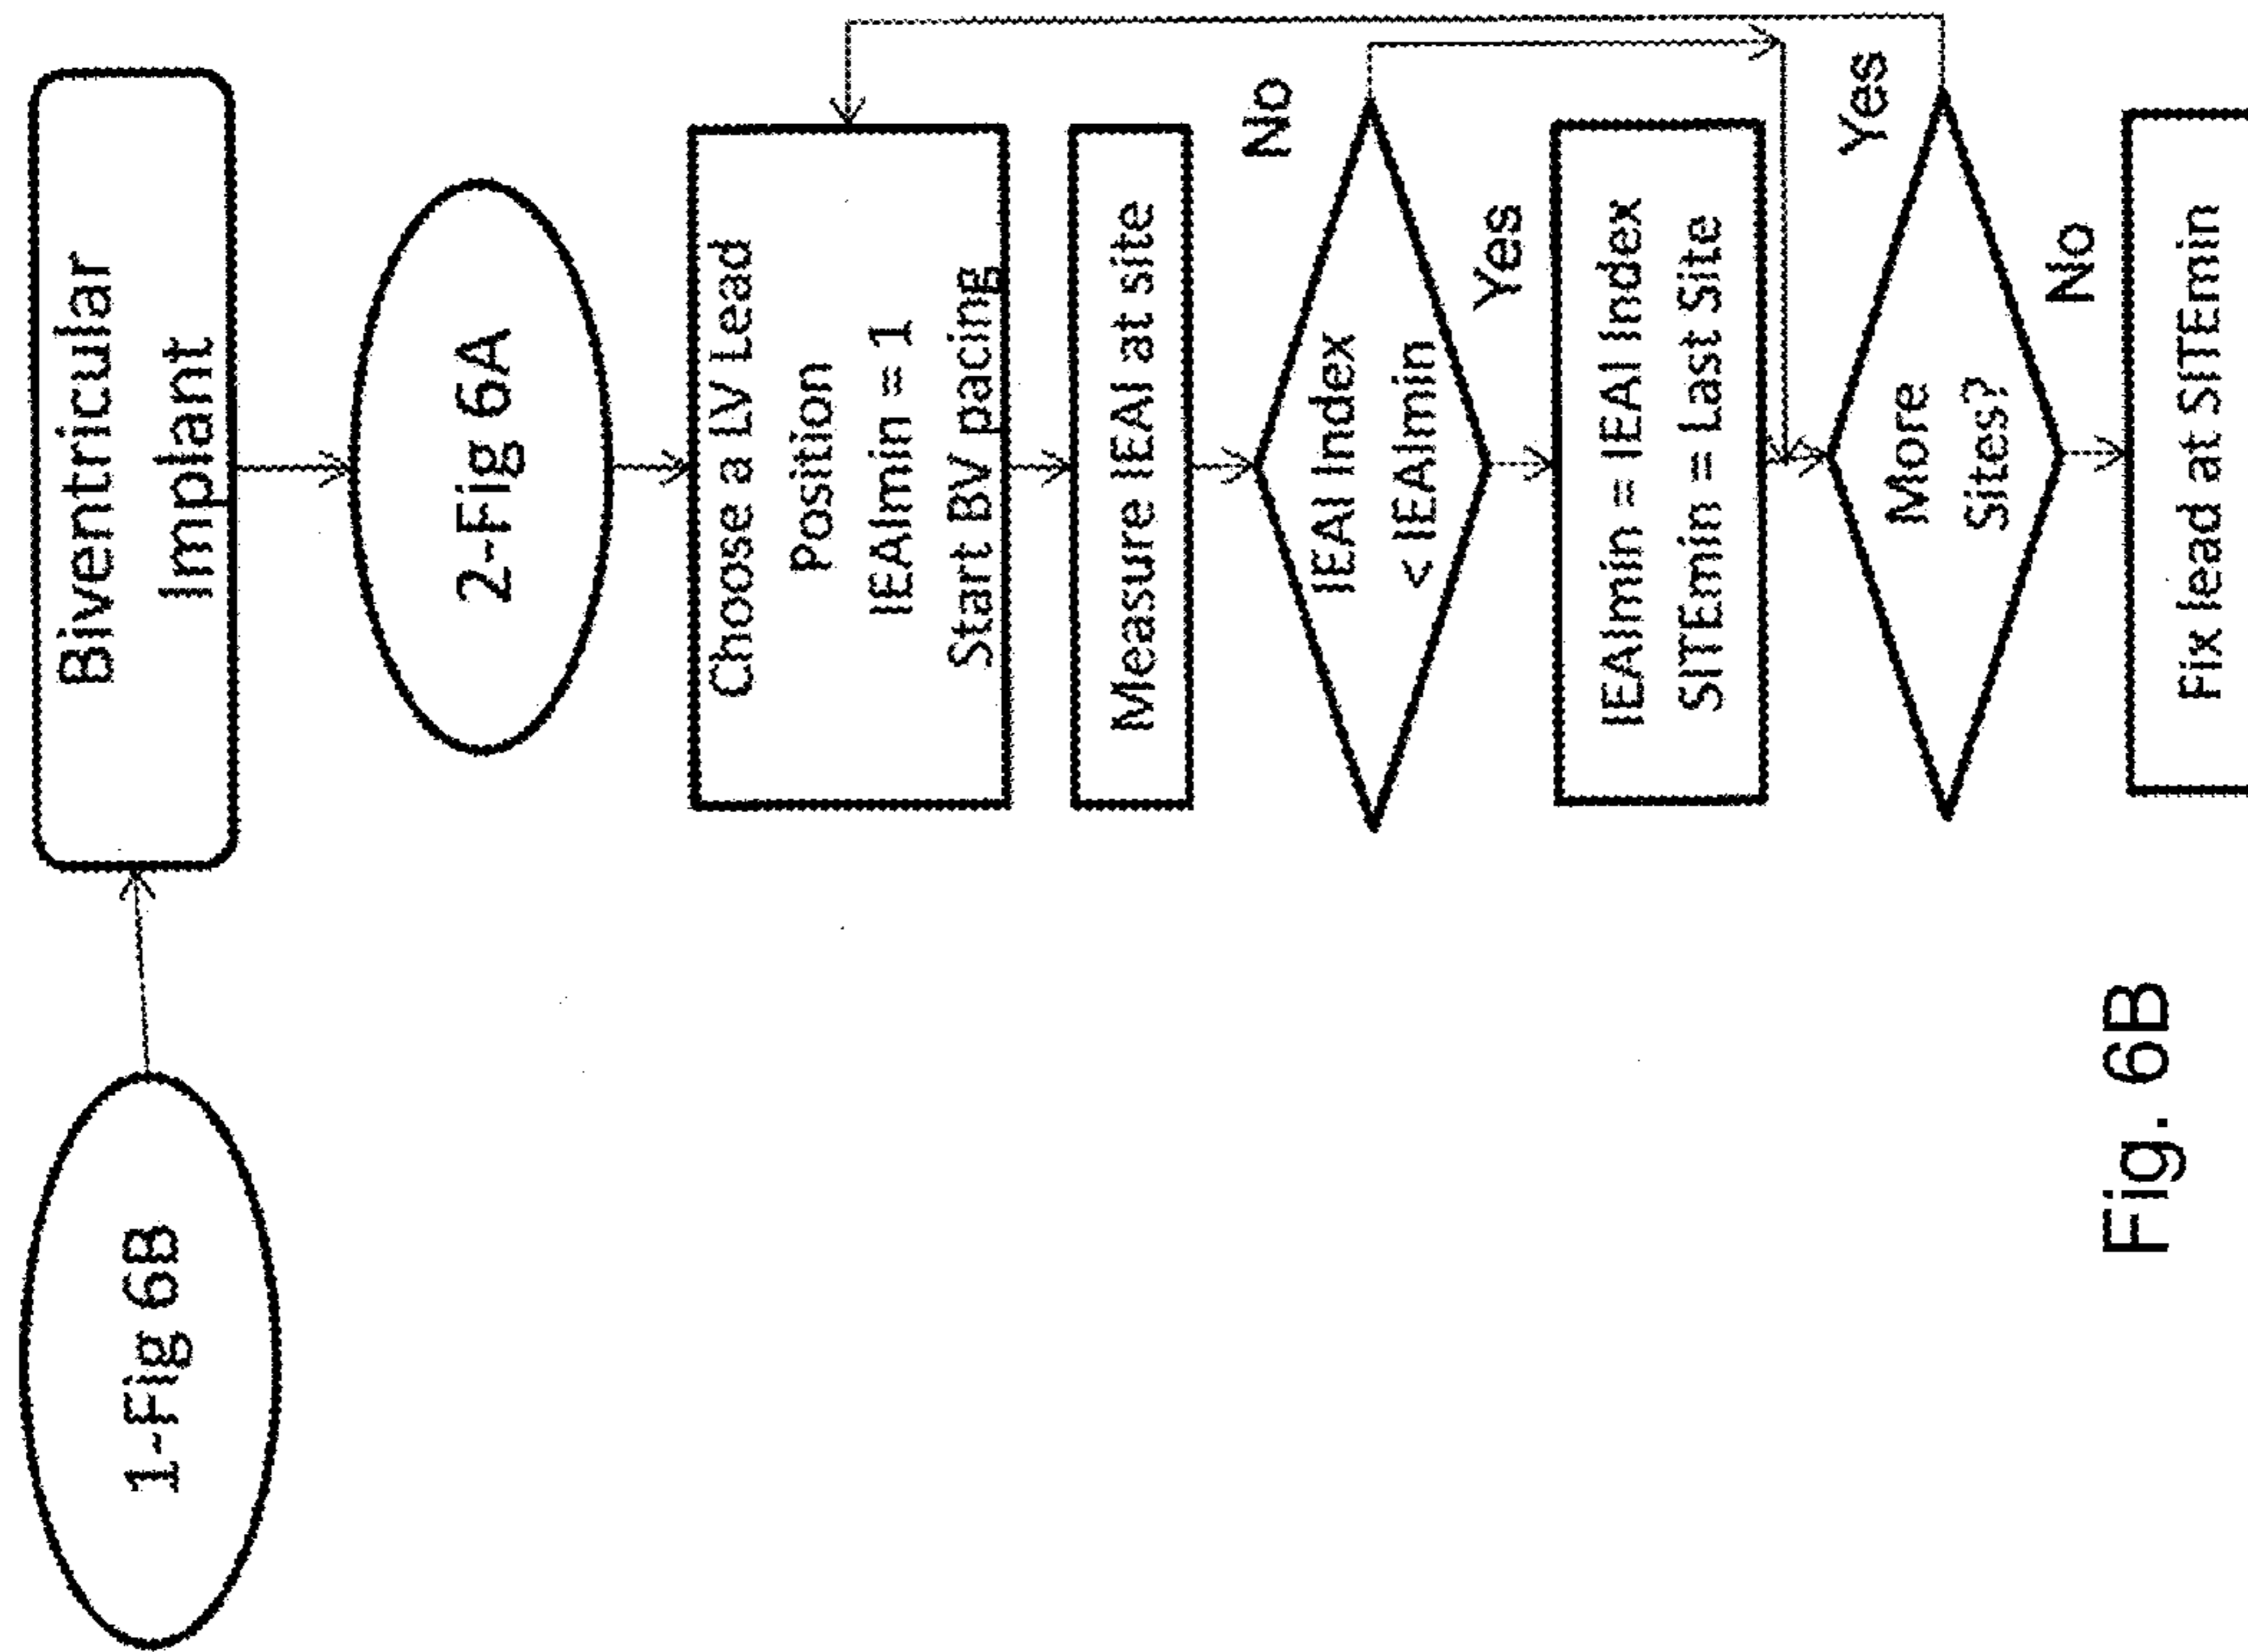 1-Fig 6B
Biventricular
Implant
2-Fig 6A
Choose a LV Lead
Position
IEAImin = 1
Start BV pacing
Measure IEAI at site
No
IEAI Index
< IEAImin
Yes
IEAImin = IEAI Index
SITEmin = Last Site
Yes
More
Sites?
No
Fix lead at SITEmin
Fig. 6B